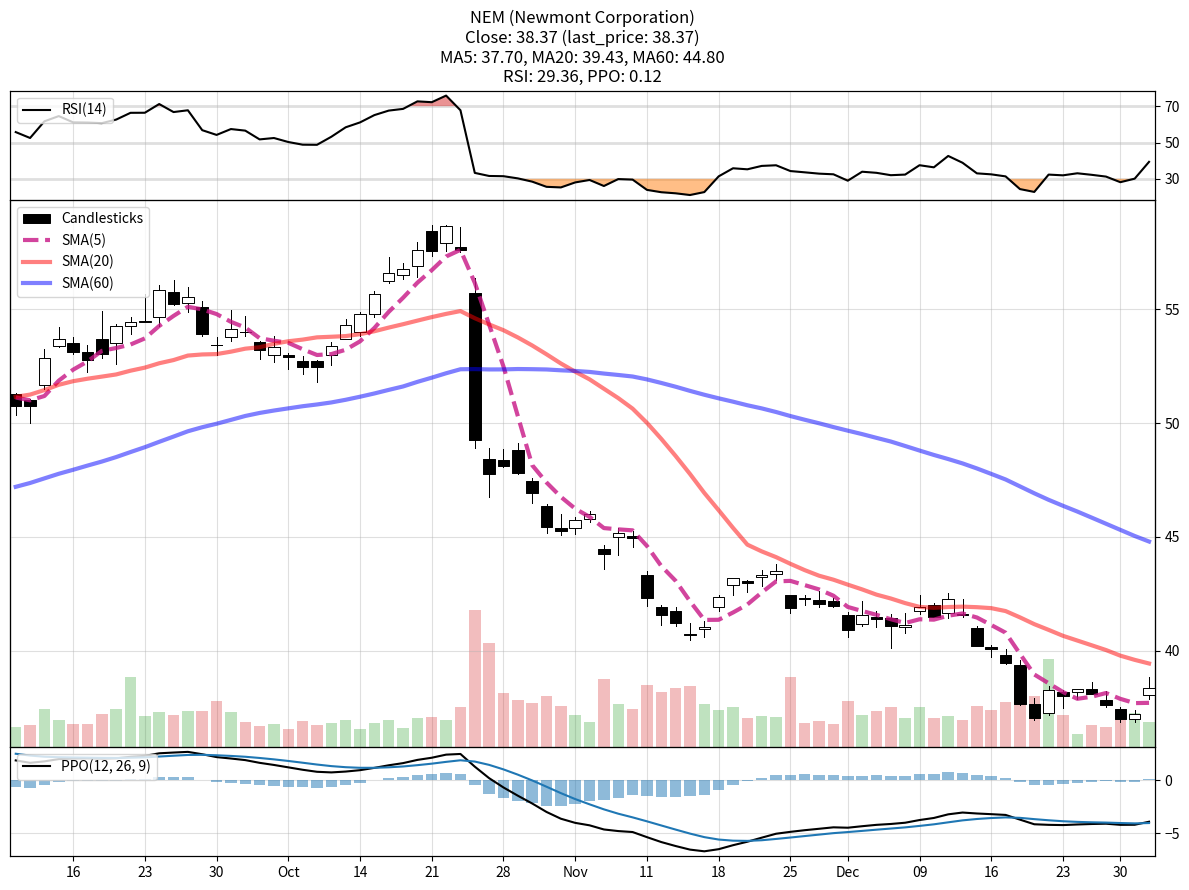 NEM (Newmont Corporation)
Close: 38.37 (last_price: 38.37)
MA5: 37.70, MA20: 39.43, MA60: 44.80
RSI: 29.36, PPO: 0.12
RSI(14)
70
50
30
Candlesticks
SMA(5)
SMA(20)
SMA(60)
55
50
45
40
PPO(12, 26, 9)
0
−5
16 23 30 Oct 14 21 28 Nov 11 18 25 Dec 09 16 23 30